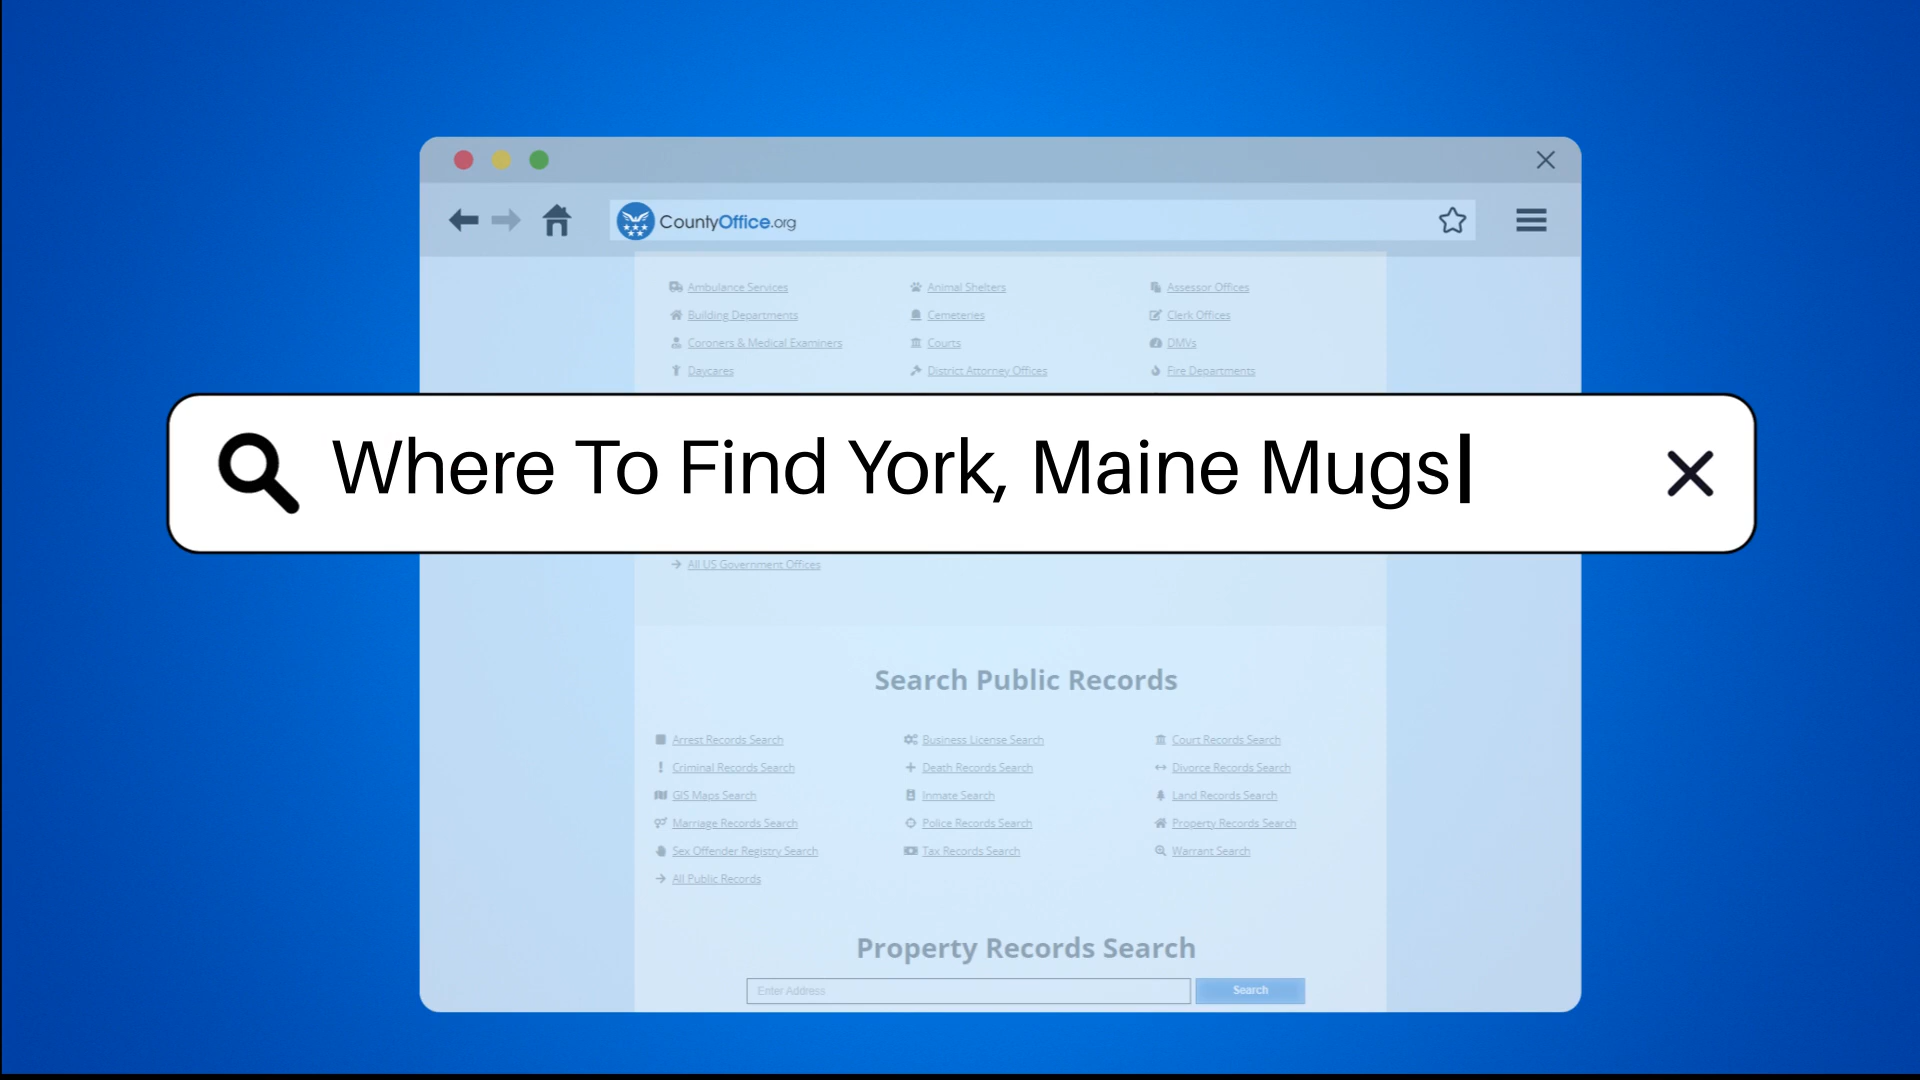 CountyOffice.org
Ambulance Services Animal Shelters Assessor Offices
Building Departments Cemeteries Clerk Offices
Coroners & Medical Examiners Courts DMVs
Daycares District Attorney Offices Fire Departments
Where To Find York, Maine Mugs
All US Government Offices
Search Public Records
Arrest Records Search Business License Search Court Records Search
Criminal Records Search Death Records Search Divorce Records Search
GIS Maps Search Inmate Search Land Records Search
Marriage Records Search Police Records Search Property Records Search
Sex Offender Registry Search Tax Records Search Warrant Search
All Public Records
Property Records Search
Enter Address Search